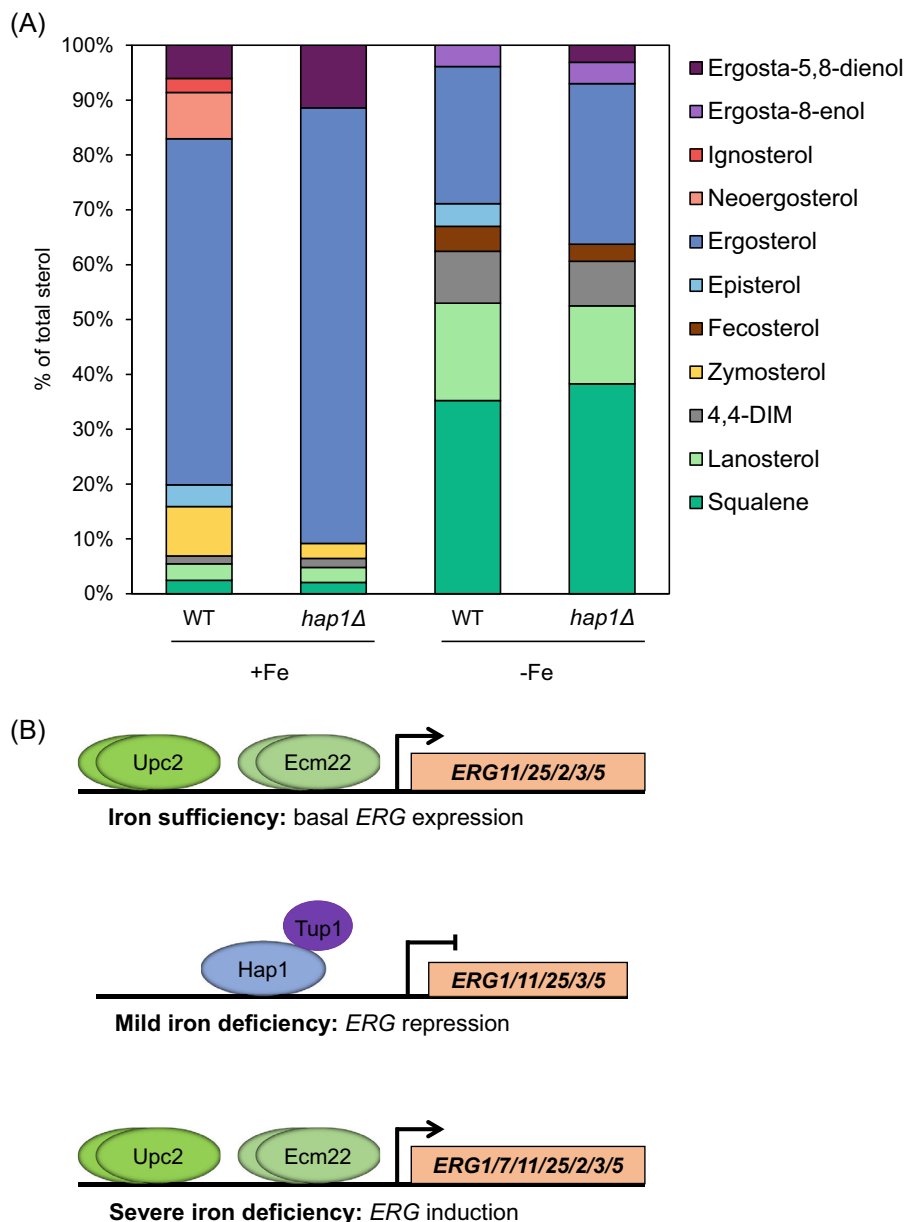 (A)
100%
90%
80%
70%
60%
50%
40%
30%
20%
10%
0%
% of total sterol
WT
hap1Δ
WT
hap1Δ
+Fe
-Fe
Ergosta-5,8-dienol
Ergosta-8-enol
Ignosterol
Neoergosterol
Ergosterol
Episterol
Fecosterol
Zymosterol
4,4-DIM
Lanosterol
Squalene
(B)
Upc2
Ecm22
ERG11/25/2/3/5
Iron sufficiency: basal ERG expression
Tup1
Hap1
ERG1/11/25/3/5
Mild iron deficiency: ERG repression
Upc2
Ecm22
ERG1/7/11/25/2/3/5
Severe iron deficiency: ERG induction